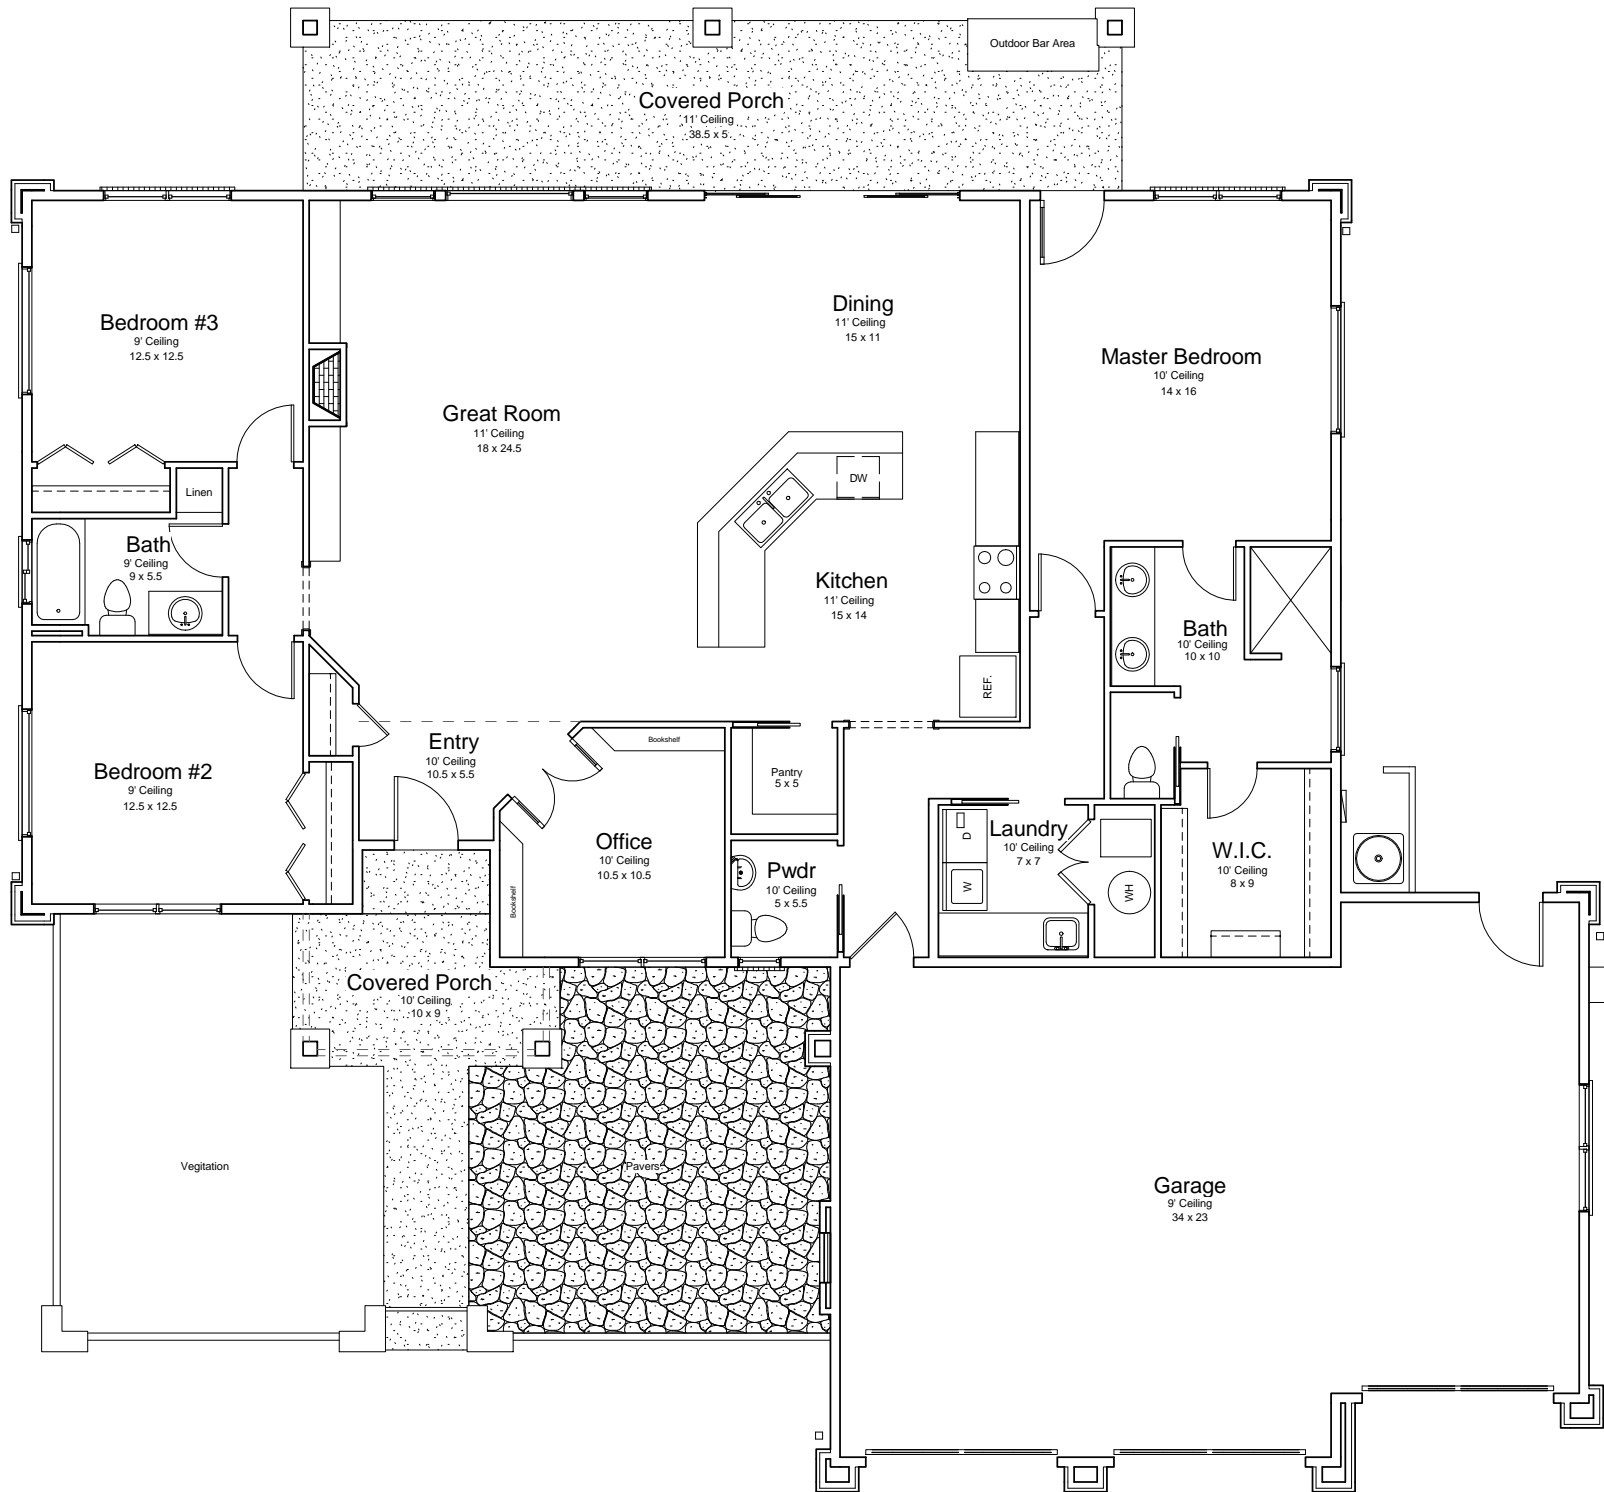 Outdoor Bar Area
Covered Porch
11' Ceiling
38.5 x 5
Bedroom #3
9' Ceiling
12.5 x 12.5
Great Room
11' Ceiling
18 x 24.5
Dining
11' Ceiling
15 x 11
Master Bedroom
10' Ceiling
14 x 16
Linen
DW
Bath
9' Ceiling
9 x 5.5
Kitchen
11' Ceiling
15 x 14
REF.
Bath
10' Ceiling
10 x 10
Bedroom #2
9' Ceiling
12.5 x 12.5
Entry
10' Ceiling
10.5 x 5.5
Bookshelf
Pantry
5 x 5
Office
10' Ceiling
10.5 x 10.5
Bookshelf
Pwdr
10' Ceiling
5 x 5.5
D
W
Laundry
10' Ceiling
7 x 7
WH
W.I.C.
10' Ceiling
8 x 9
Covered Porch
10' Ceiling
10 x 9
Vegitation
Pavers
Garage
9' Ceiling
34 x 23